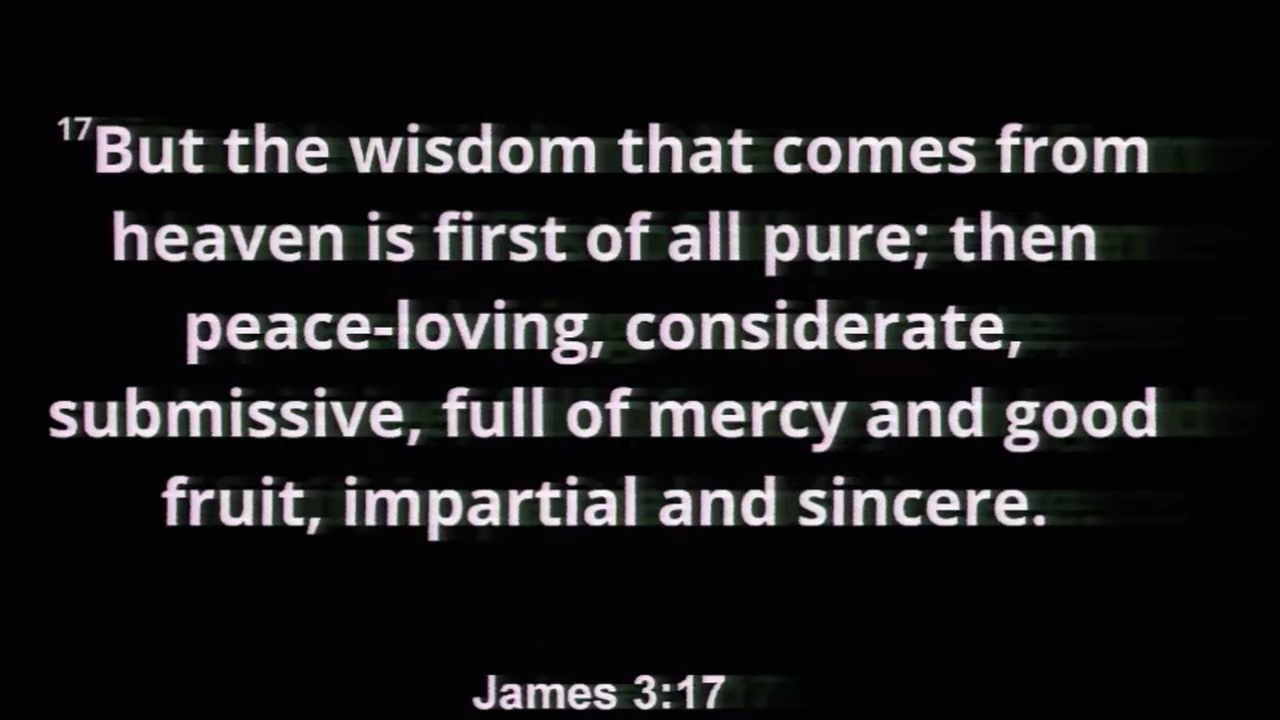 17But the wisdom that comes from
heaven is first of all pure; then
peace-loving, considerate,
submissive, full of mercy and good
fruit, impartial and sincere.
James 3:17